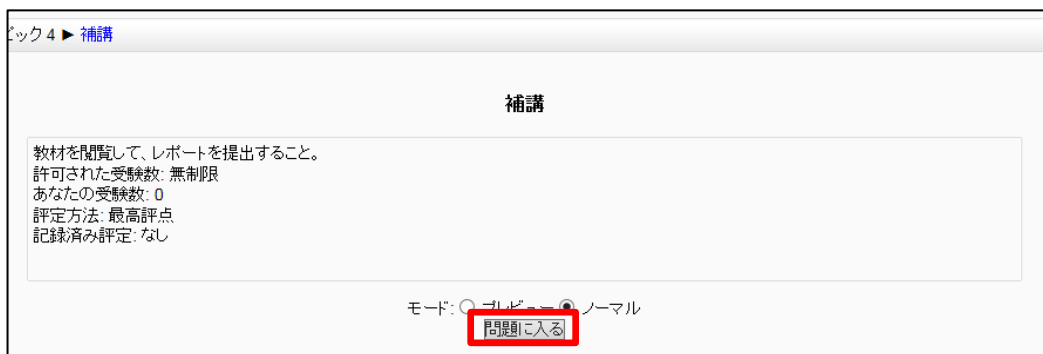 ピック 4 ▶ 補講
補講
教材を閲覧して、レポートを提出すること。
許可された受験数: 無制限
あなたの受験数: 0
評定方法: 最高評点
記録済み評定: なし
モード: プレビュー ノーマル
問題に入る